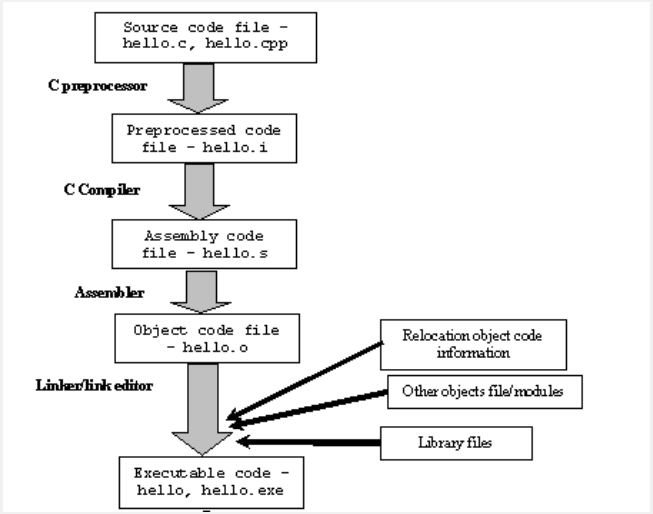 Source code file -
hello.c, hello.cpp
C preprocessor
Preprocessed code
file - hello.i
C Compiler
Assembly code
file - hello.s
Assembler
Object code file
- hello.o
Relocation object code
information
Linker/link editor
Other objects file/modules
Library files
Executable code -
hello, hello.exe